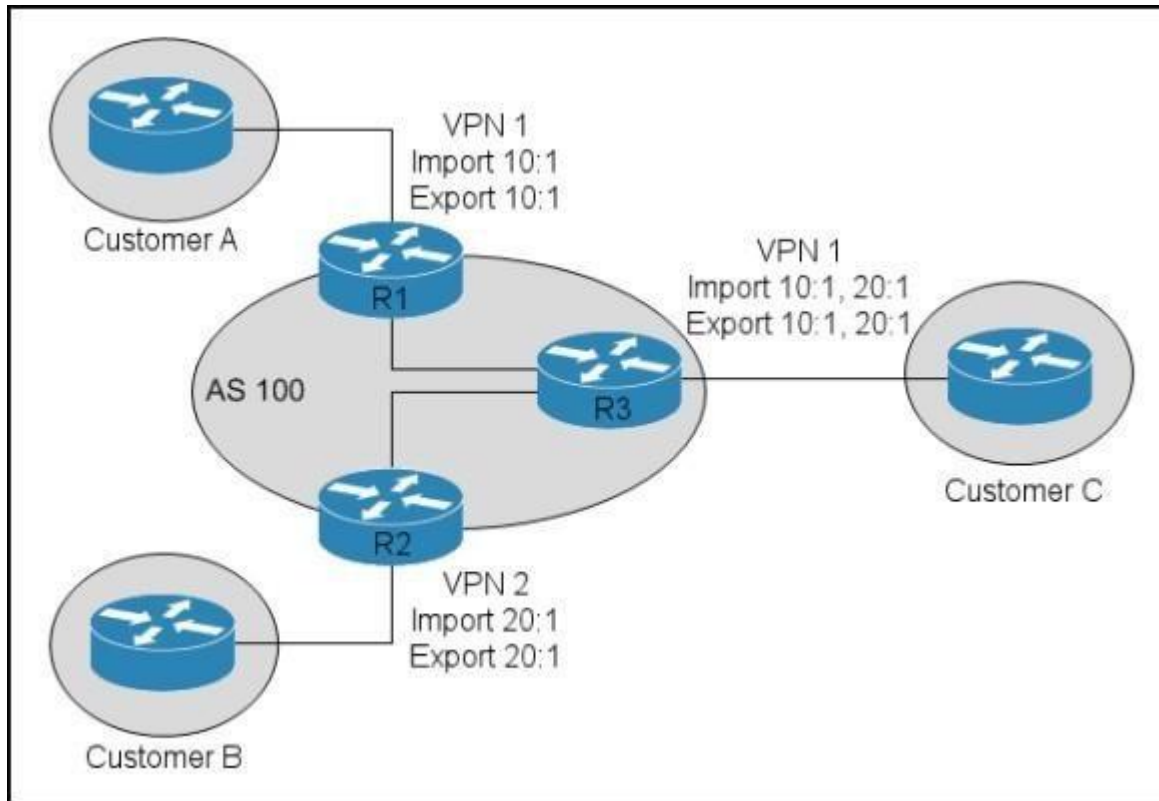 VPN 1
Import 10:1
Export 10:1
Customer A
R1
VPN 1
Import 10:1, 20:1
Export 10:1, 20:1
AS 100
R3
Customer C
R2
VPN 2
Import 20:1
Export 20:1
Customer B